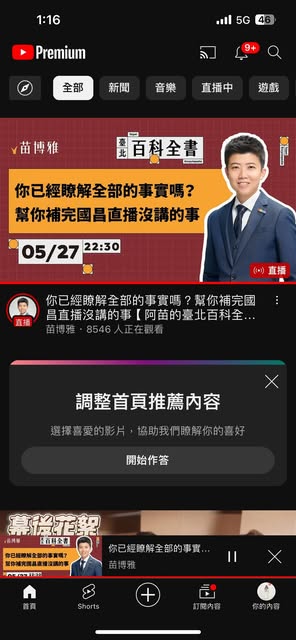 1:16
5G 46
Premium
9+
全部
新聞
音樂
直播中
遊戲
苗博雅
臺北
百科全書
你已經瞭解全部的事實嗎?
幫你補完國昌直播沒講的事
05/27 22:30
直播
你已經瞭解全部的事實嗎?幫你補完國
昌直播沒講的事【阿苗的臺北百科全...
苗博雅・8546 人正在觀看
直播
調整首頁推薦內容
選擇喜愛的影片,協助我們瞭解你的喜好
開始作答
幕後花絮
百科全書
你已經瞭解全部的事實嗎?
幫你補完國昌直播沒講的事
你已經瞭解全部的事實...
苗博雅
首頁
Shorts
訂閱內容
你的內容